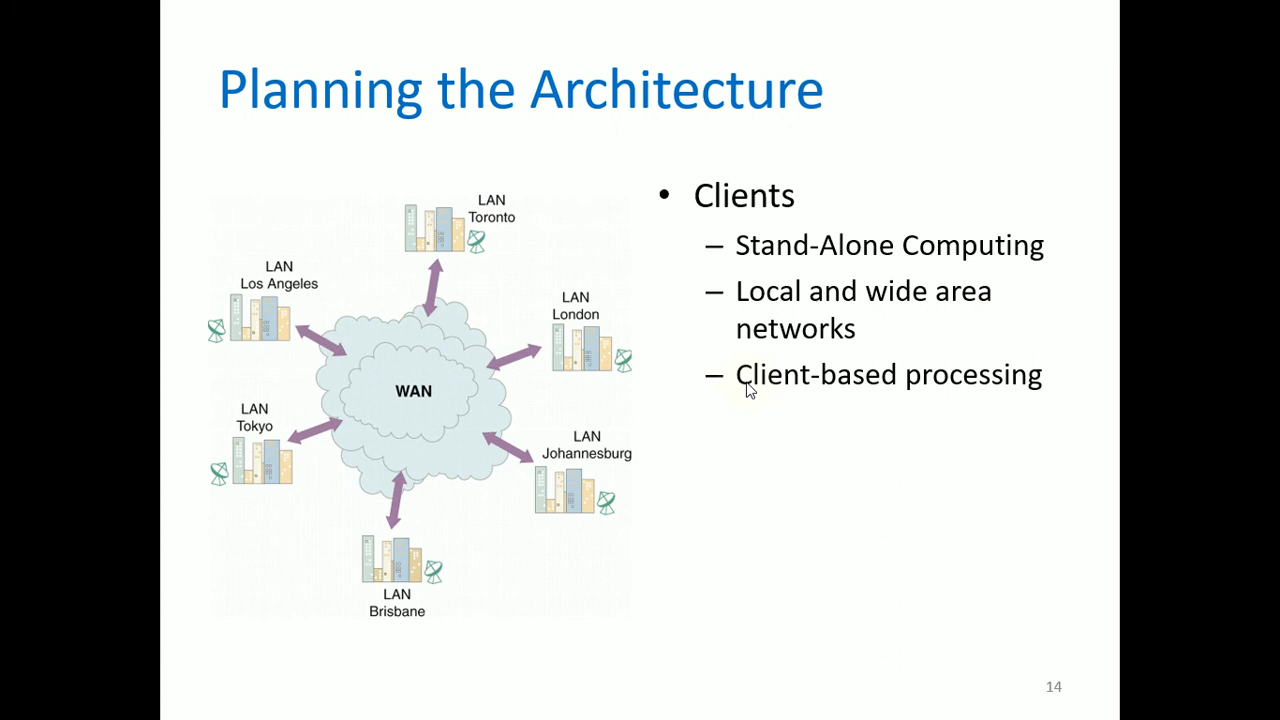 Planning the Architecture
LAN
Toronto
LAN
Los Angeles
LAN
London
WAN
LAN
Tokyo
LAN
Johannesburg
LAN
Brisbane
• Clients
– Stand-Alone Computing
– Local and wide area
networks
– Client-based processing
14